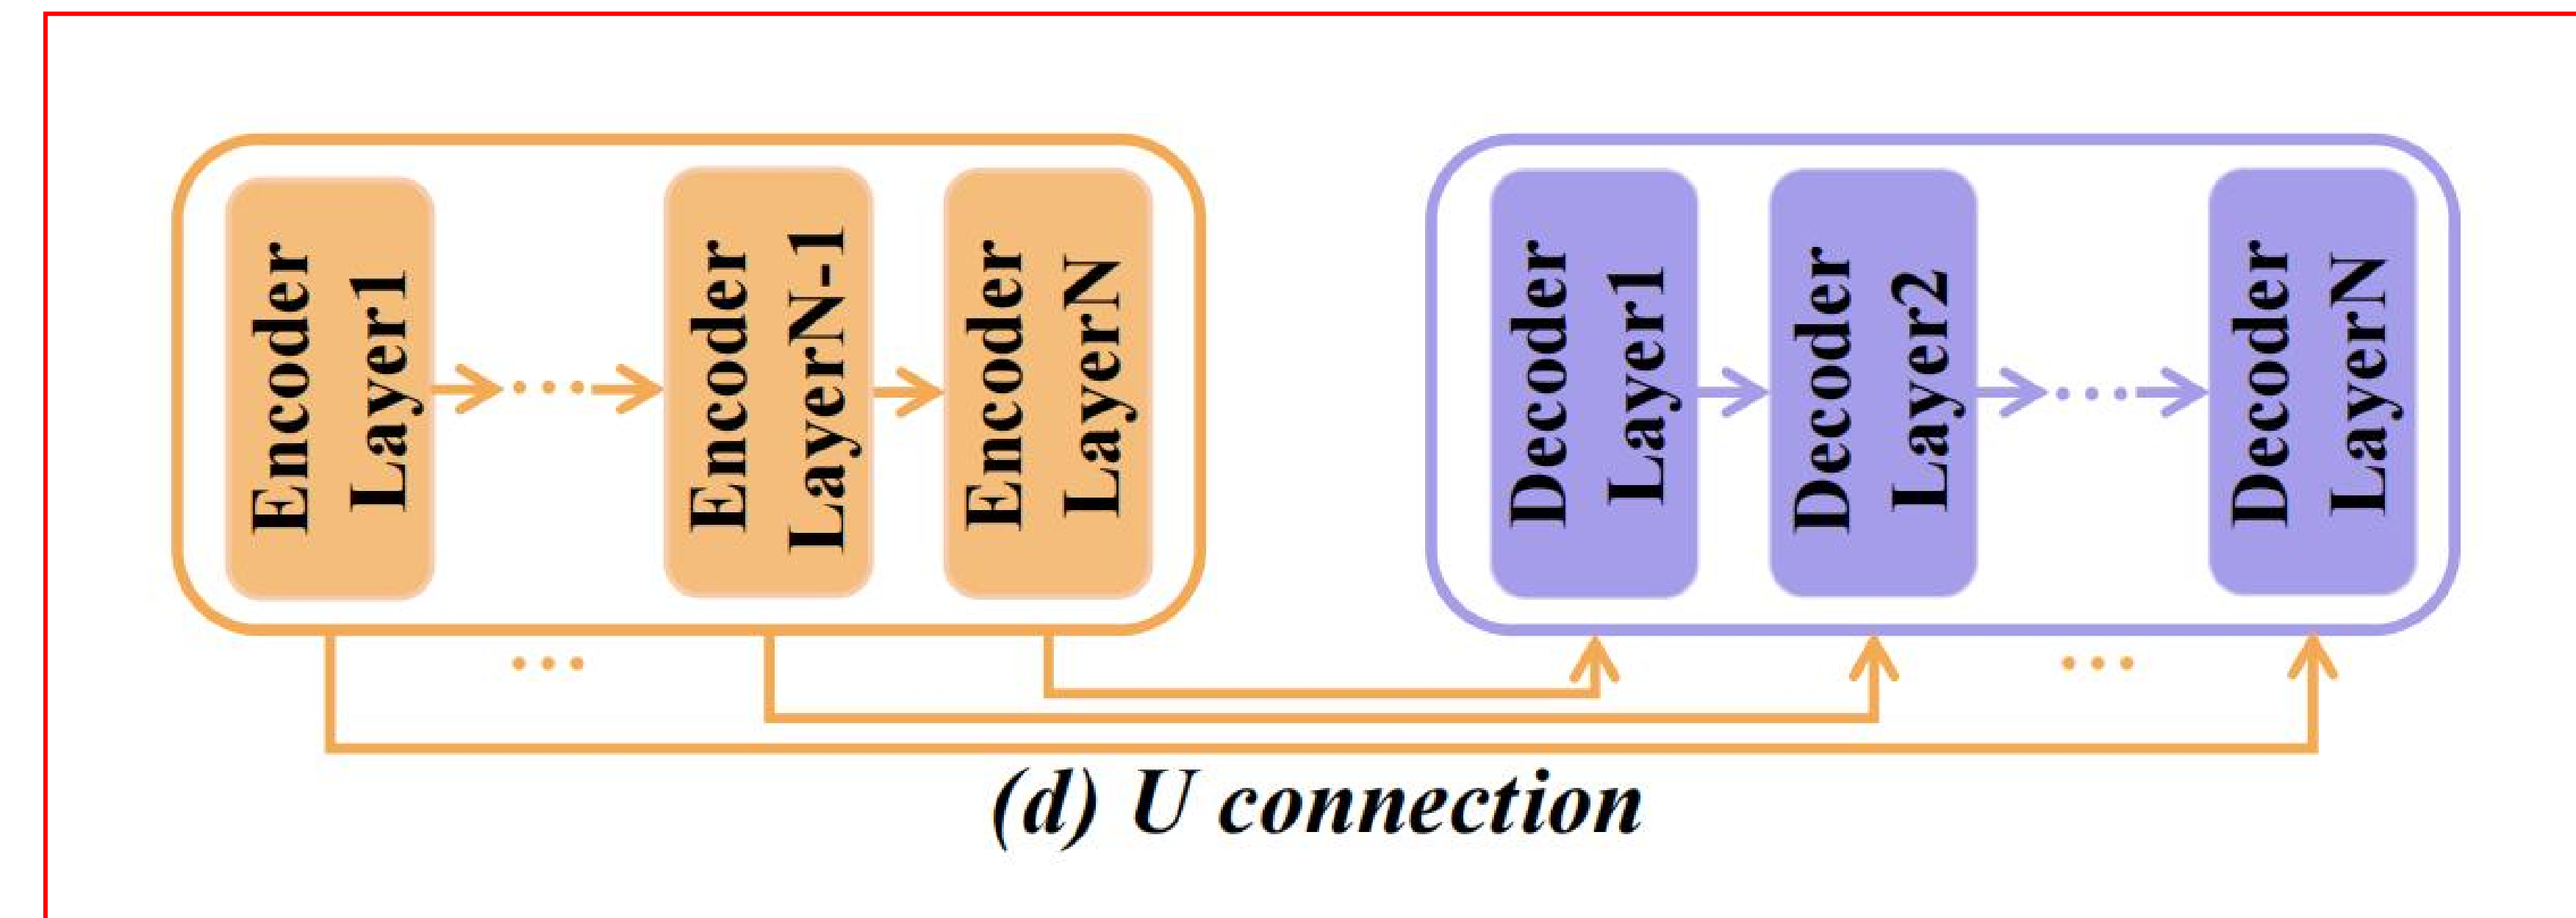 Encoder
Layer1
Encoder
LayerN-1
Encoder
LayerN
Decoder
Layer1
Decoder
Layer2
Decoder
LayerN
(d) U connection